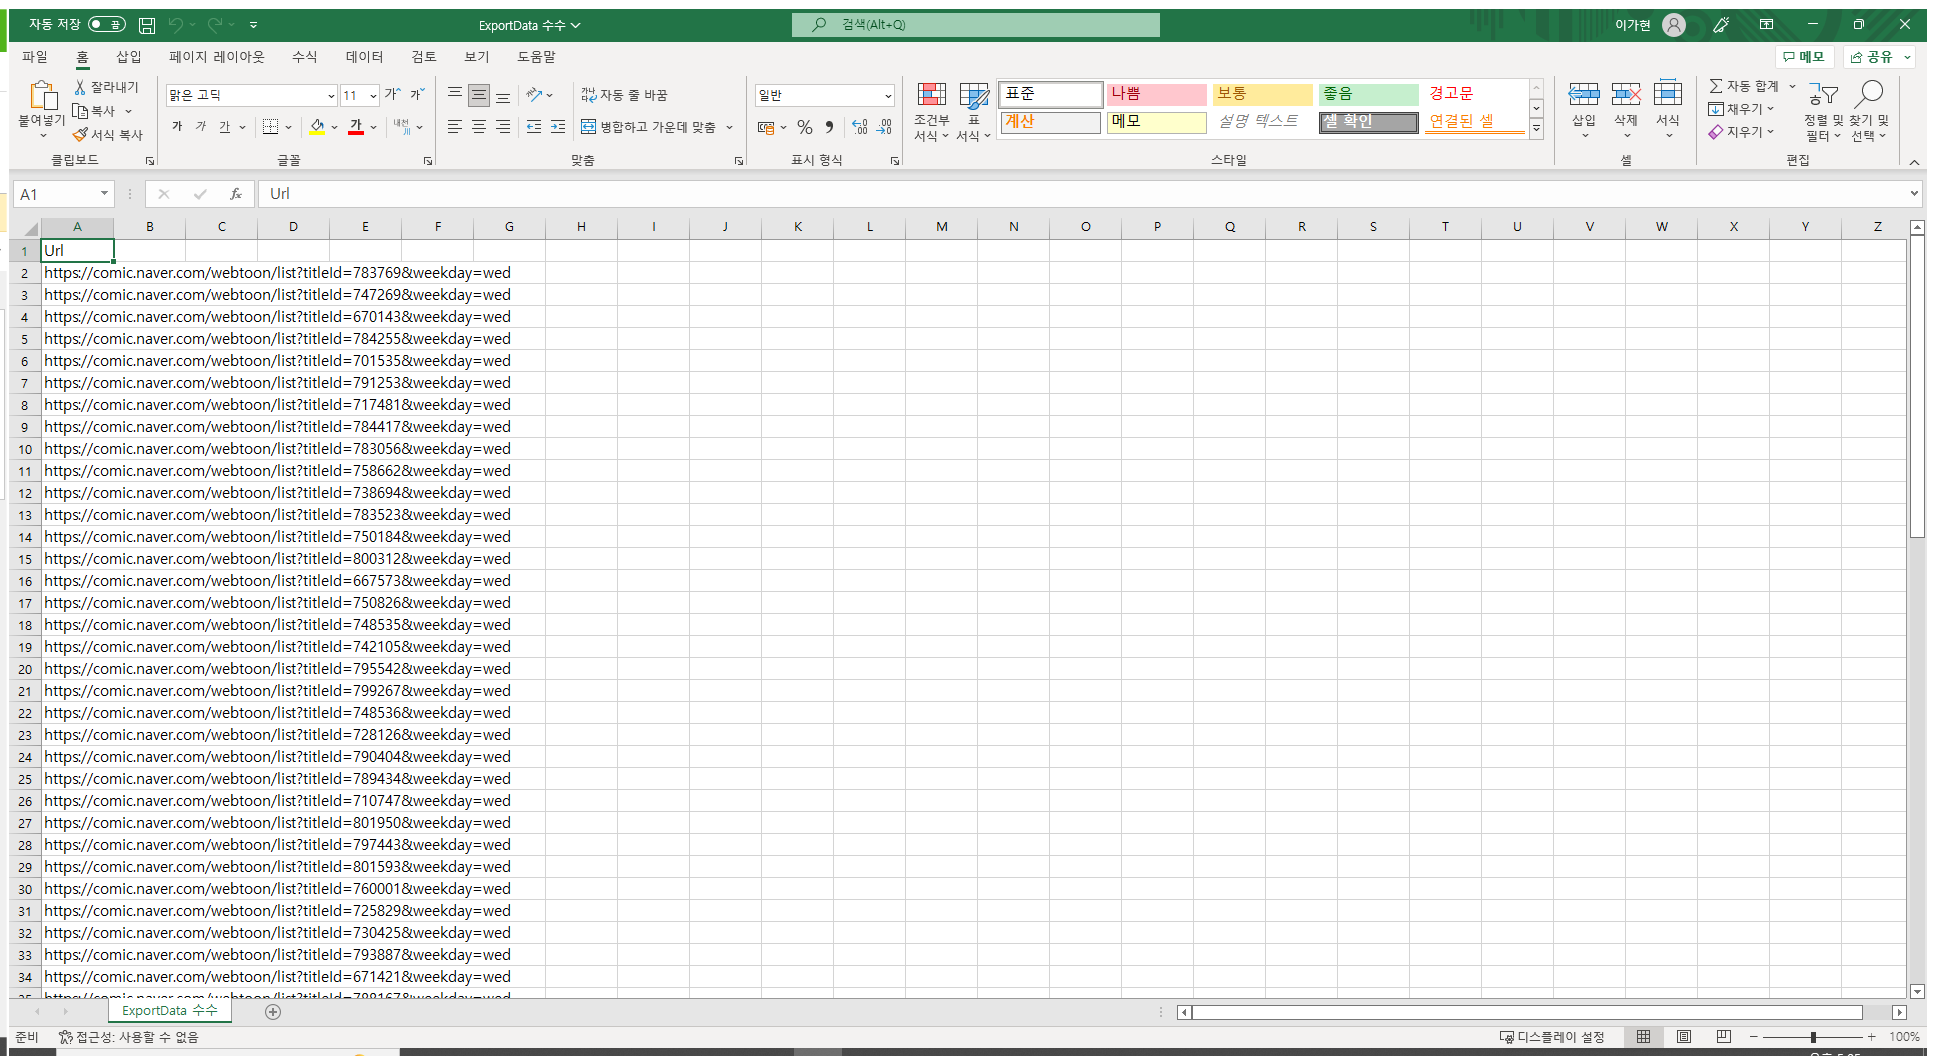 자동 저장 끔 ExportData 수수 검색(Alt+Q) 이가현
파일 홈 삽입 페이지 레이아웃 수식 데이터 검토 보기 도움말 메모 공유
붙여넣기 잘라내기 복사 서식 복사 클립보드
맑은 고딕 11 가 가
가 가 가 가 내천 글꼴
자동 줄 바꿈
병합하고 가운데 맞춤 맞춤
일반
표시 형식
조건부 서식 표 서식
표준 나쁨 보통 좋음 경고문
계산 메모 설명 텍스트 셀 확인 연결된 셀
스타일
삽입 삭제 서식 셀
자동 합계 채우기 지우기 정렬 및 필터 찾기 및 선택 편집
A1 fx Url
A B C D E F G H I J K L M N O P Q R S T U V W X Y Z
1 Url
2 https://comic.naver.com/webtoon/list?titleId=783769&weekday=wed
3 https://comic.naver.com/webtoon/list?titleId=747269&weekday=wed
4 https://comic.naver.com/webtoon/list?titleId=670143&weekday=wed
5 https://comic.naver.com/webtoon/list?titleId=784255&weekday=wed
6 https://comic.naver.com/webtoon/list?titleId=701535&weekday=wed
7 https://comic.naver.com/webtoon/list?titleId=791253&weekday=wed
8 https://comic.naver.com/webtoon/list?titleId=717481&weekday=wed
9 https://comic.naver.com/webtoon/list?titleId=784417&weekday=wed
10 https://comic.naver.com/webtoon/list?titleId=783056&weekday=wed
11 https://comic.naver.com/webtoon/list?titleId=758662&weekday=wed
12 https://comic.naver.com/webtoon/list?titleId=738694&weekday=wed
13 https://comic.naver.com/webtoon/list?titleId=783523&weekday=wed
14 https://comic.naver.com/webtoon/list?titleId=750184&weekday=wed
15 https://comic.naver.com/webtoon/list?titleId=800312&weekday=wed
16 https://comic.naver.com/webtoon/list?titleId=667573&weekday=wed
17 https://comic.naver.com/webtoon/list?titleId=750826&weekday=wed
18 https://comic.naver.com/webtoon/list?titleId=748535&weekday=wed
19 https://comic.naver.com/webtoon/list?titleId=742105&weekday=wed
20 https://comic.naver.com/webtoon/list?titleId=795542&weekday=wed
21 https://comic.naver.com/webtoon/list?titleId=799267&weekday=wed
22 https://comic.naver.com/webtoon/list?titleId=748536&weekday=wed
23 https://comic.naver.com/webtoon/list?titleId=728126&weekday=wed
24 https://comic.naver.com/webtoon/list?titleId=790404&weekday=wed
25 https://comic.naver.com/webtoon/list?titleId=789434&weekday=wed
26 https://comic.naver.com/webtoon/list?titleId=710747&weekday=wed
27 https://comic.naver.com/webtoon/list?titleId=801950&weekday=wed
28 https://comic.naver.com/webtoon/list?titleId=797443&weekday=wed
29 https://comic.naver.com/webtoon/list?titleId=801593&weekday=wed
30 https://comic.naver.com/webtoon/list?titleId=760001&weekday=wed
31 https://comic.naver.com/webtoon/list?titleId=725829&weekday=wed
32 https://comic.naver.com/webtoon/list?titleId=730425&weekday=wed
33 https://comic.naver.com/webtoon/list?titleId=793887&weekday=wed
34 https://comic.naver.com/webtoon/list?titleId=671421&weekday=wed
ExportData 수수
준비 접근성: 사용할 수 없음 디스플레이 설정 100%